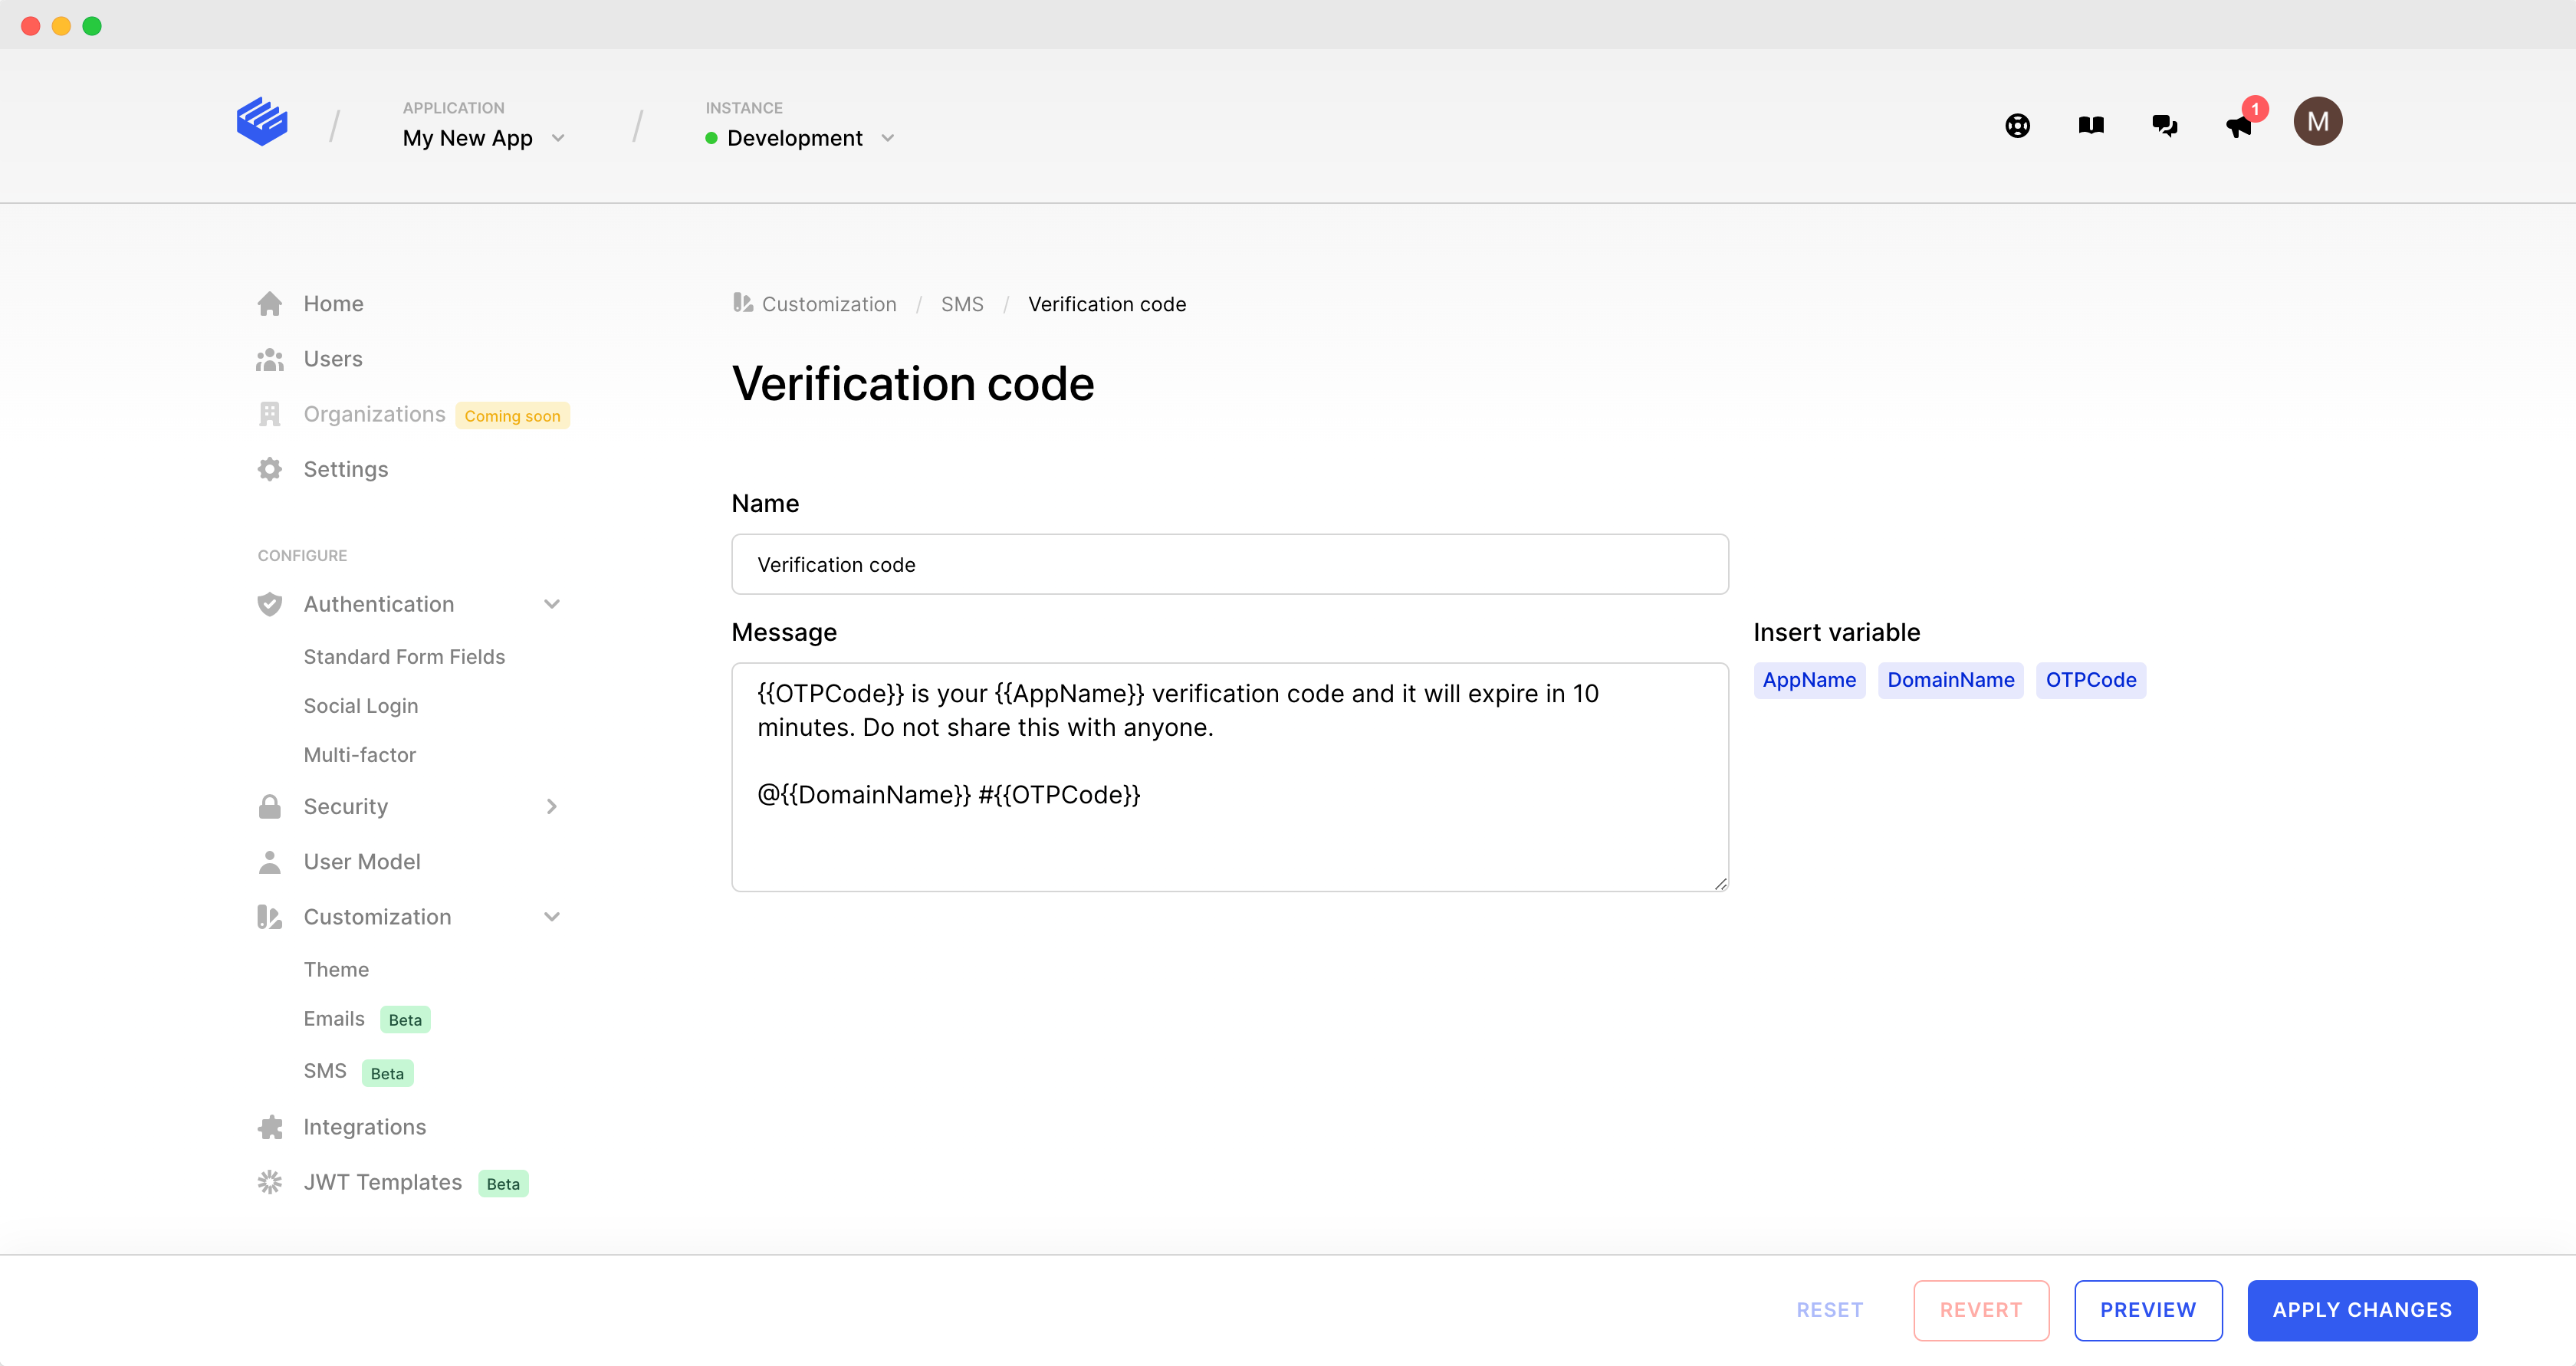 APPLICATION
My New App
INSTANCE
Development
1
M
Home
Users
Organizations Coming soon
Settings
CONFIGURE
Authentication
Standard Form Fields
Social Login
Multi-factor
Security
User Model
Customization
Theme
Emails Beta
SMS Beta
Integrations
JWT Templates Beta
Customization / SMS / Verification code
Verification code
Name
Verification code
Message
{{OTPCode}} is your {{AppName}} verification code and it will expire in 10
minutes. Do not share this with anyone.
@{{DomainName}} #{{OTPCode}}
Insert variable
AppName DomainName OTPCode
RESET REVERT PREVIEW APPLY CHANGES